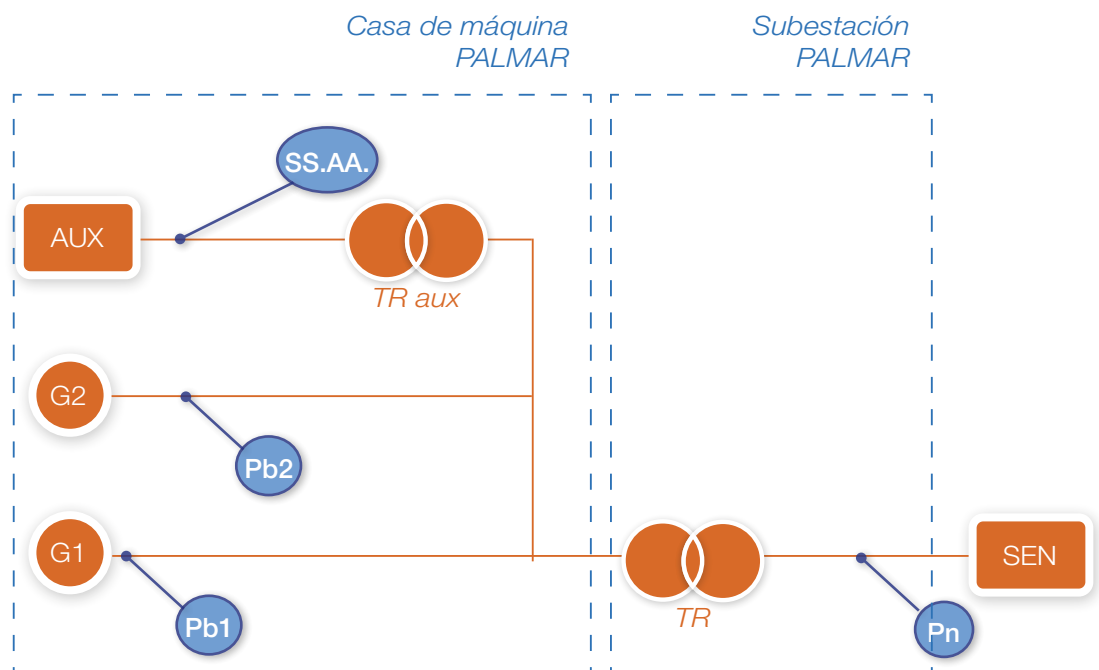 Casa de máquina
PALMAR
Subestación
PALMAR
SS.AA.
AUX
TR aux
G2
Pb2
G1
SEN
TR
Pb1
Pn